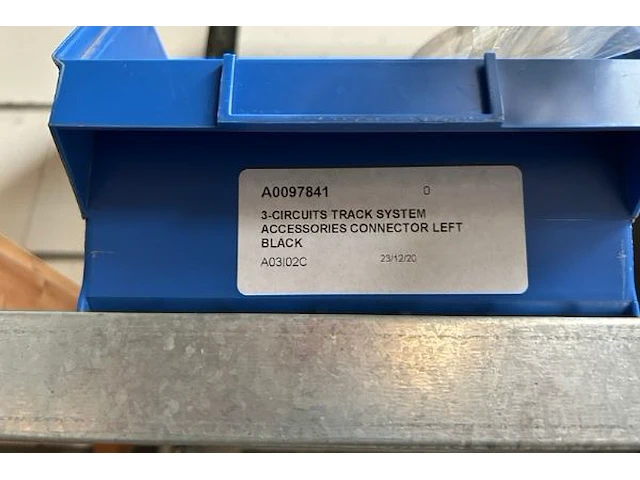 A0097841 0
3-CIRCUITS TRACK SYSTEM
ACCESSORIES CONNECTOR LEFT
BLACK
A03I02C 23/12/20